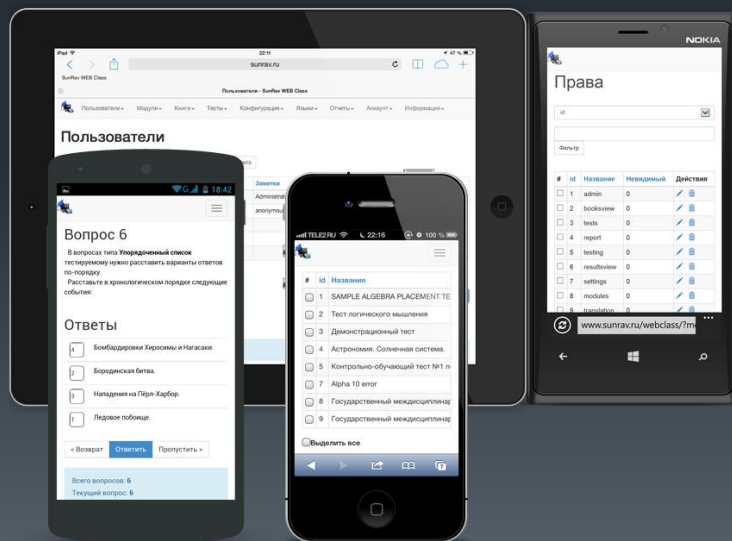 iPad
22:11
47 %
sunrav.ru
SunRav WEB Class
Пользователи - SunRav WEB Class
Пользователи
Модули
Книги
Тесты
Конфигурация
Языки
Отчеты
Аккаунт
Информация
Пользователи
Заметки
18:42
Вопрос 6
В вопросах типа Упорядоченный список
тестируемому нужно расставить варианты ответов
по-порядку.
Расставьте в хронологическом порядке следующие
события:
Ответы
4 Бомбардировки Хиросимы и Нагасаки.
2 Бородинская битва.
3 Нападения на Пёрл-Харбор.
1 Ледовое побоище.
« Возврат Ответить Пропустить »
Всего вопросов: 6
Текущий вопрос: 6
TELE2 RU 22:16 100 %
# id Название
1 SAMPLE ALGEBRA PLACEMENT TE
2 Тест логического мышления
3 Демонстрационный тест
4 Астрономия. Солнечная система.
5 Контрольно-обучающий тест №1 п
7 Alpha 10 error
8 Государственный междисциплинар
9 Государственный междисциплинар
Выделить все
NOKIA
Права
id
Фильтр
# id Название Невидимый Действия
1 admin 0
2 booksview 0
3 tests 0
4 report 0
5 testing 0
6 resultsview 0
7 settings 0
8 modules 0
9 translation 0
www.sunrav.ru/webclass/?m